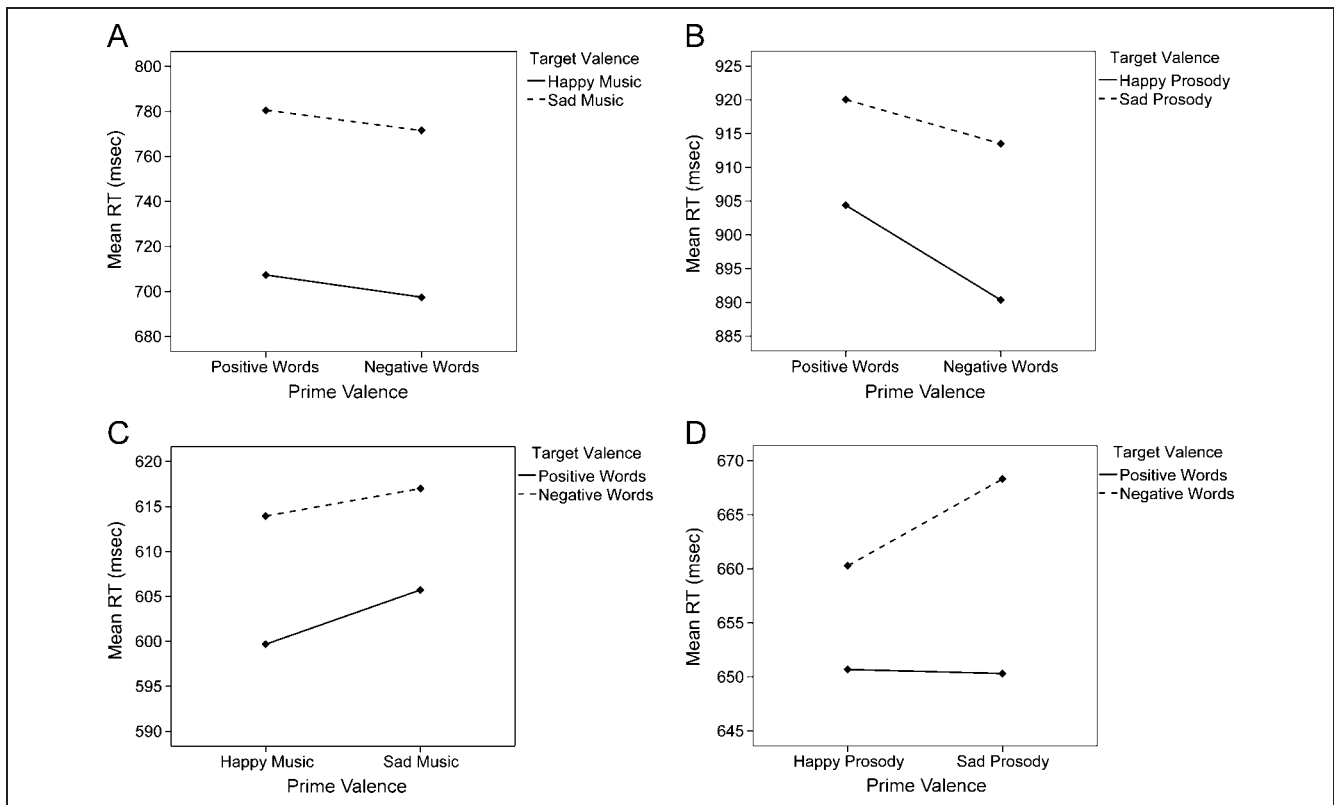 A
Target Valence
Happy Music
Sad Music
800
780
760
740
720
700
680
Mean RT (msec)
Positive Words Negative Words
Prime Valence
B
Target Valence
Happy Prosody
Sad Prosody
925
920
915
910
905
900
895
890
885
Mean RT (msec)
Positive Words Negative Words
Prime Valence
C
Target Valence
Positive Words
Negative Words
620
615
610
605
600
595
590
Mean RT (msec)
Happy Music Sad Music
Prime Valence
D
Target Valence
Positive Words
Negative Words
670
665
660
655
650
645
Mean RT (msec)
Happy Prosody Sad Prosody
Prime Valence